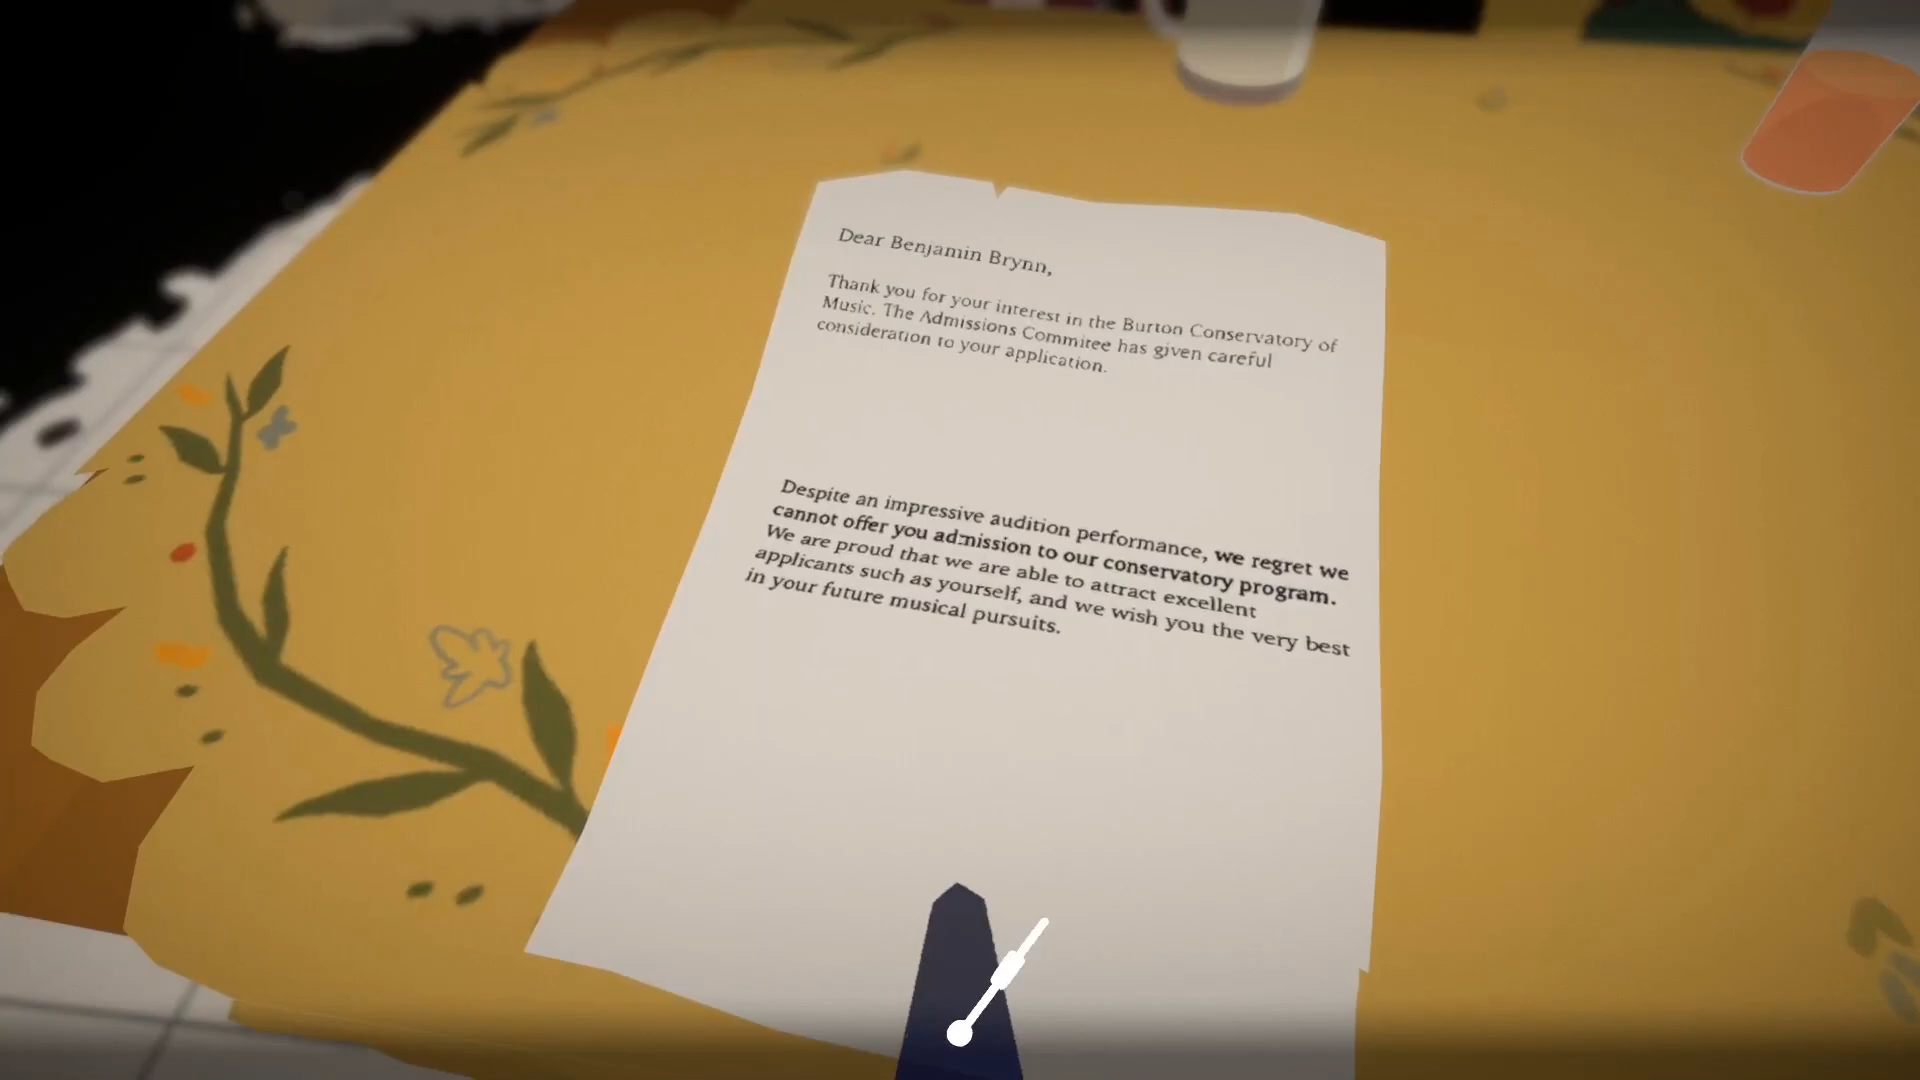 Dear Benjamin Brynn,
Thank you for your interest in the Burton Conservatory of
Music. The Admissions Commitee has given careful
consideration to your application.
Despite an impressive audition performance, we regret we
cannot offer you admission to our conservatory program.
We are proud that we are able to attract excellent
applicants such as yourself, and we wish you the very best
in your future musical pursuits.